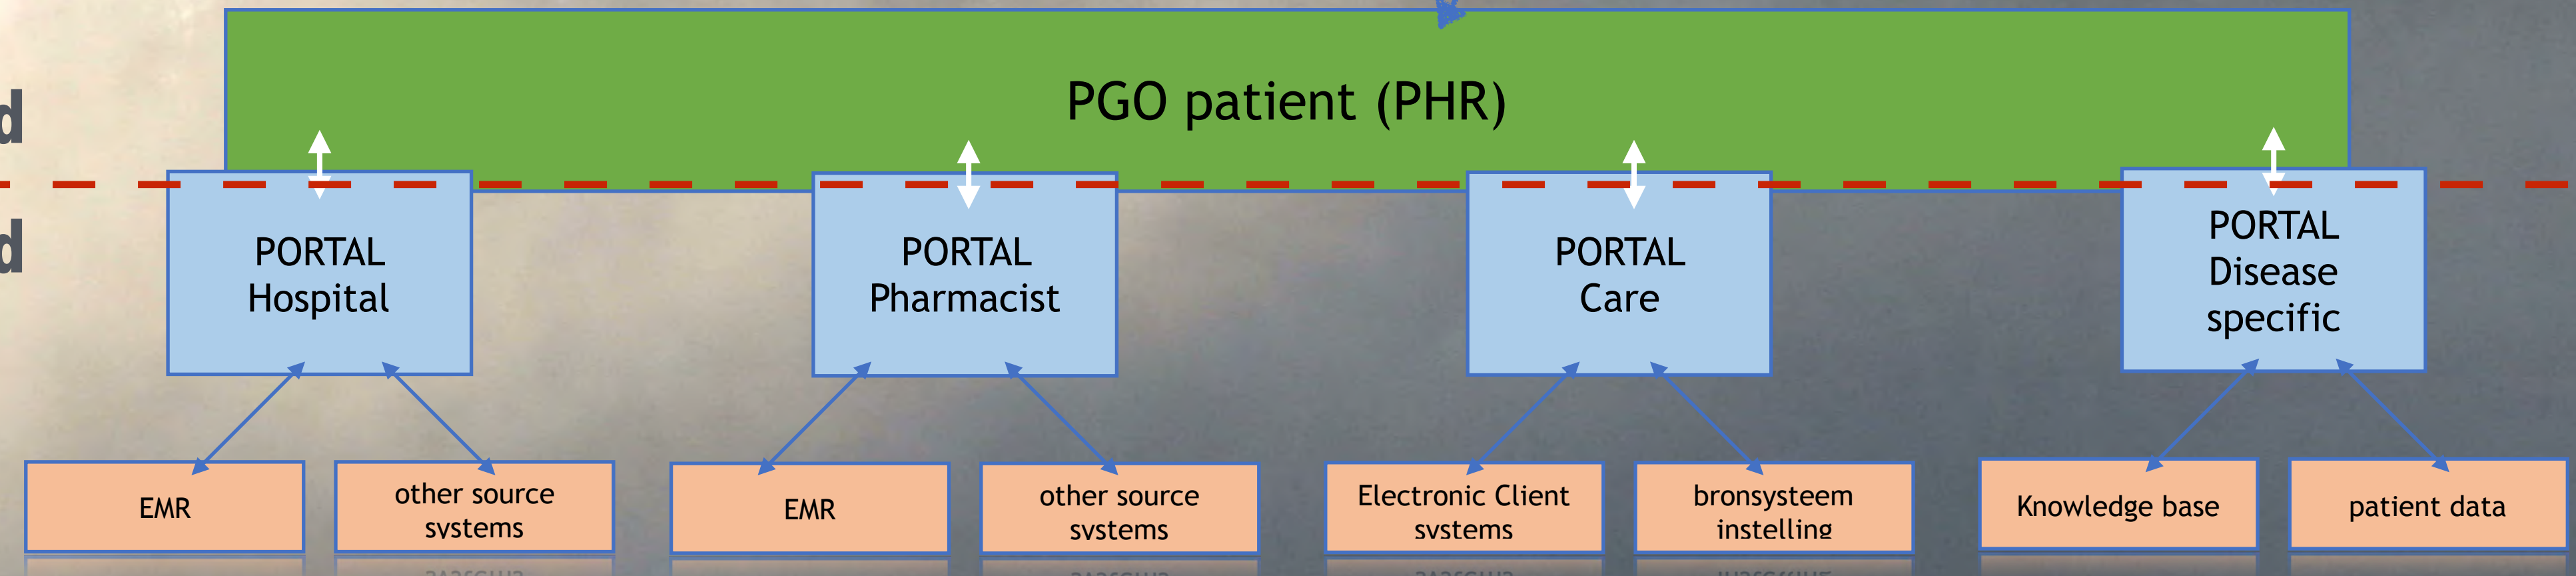 PGO patient (PHR)
d
d
PORTAL
Hospital
PORTAL
Pharmacist
PORTAL
Care
PORTAL
Disease
specific
EMR
other source
systems
EMR
other source
systems
Electronic Client
systems
bronsysteem
instelling
Knowledge base
patient data